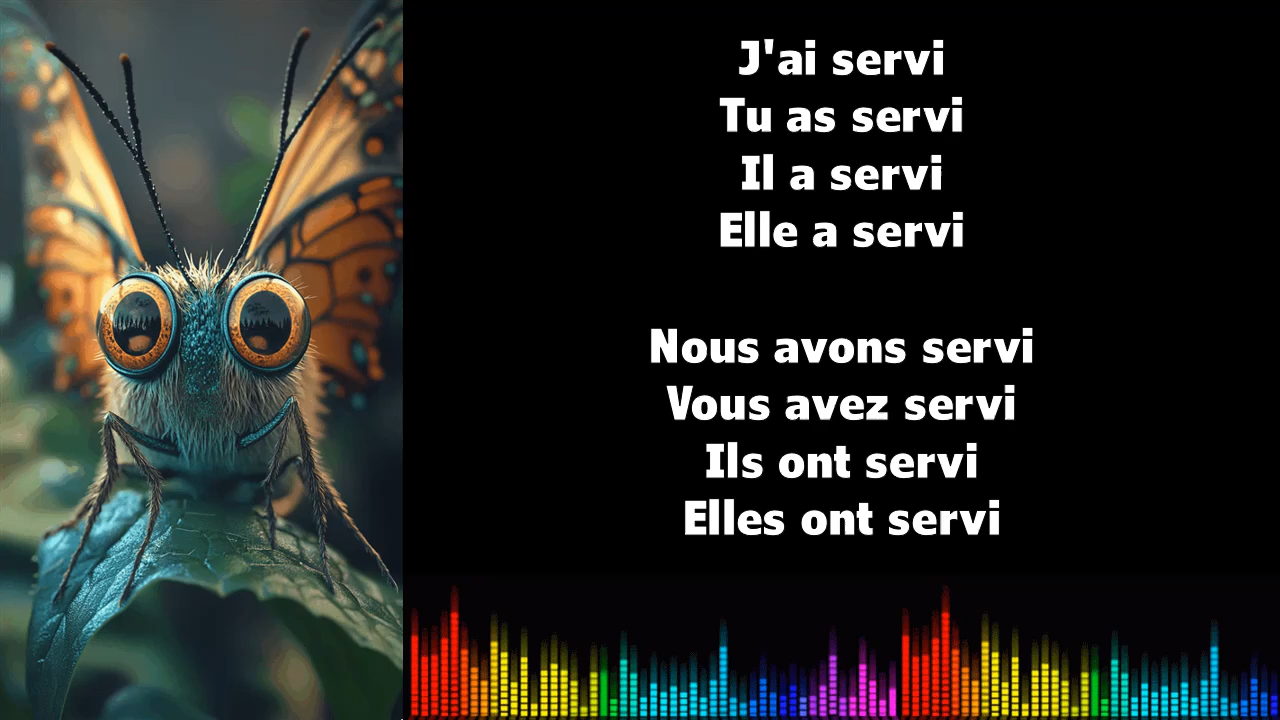 J'ai servi
Tu as servi
Il a servi
Elle a servi
Nous avons servi
Vous avez servi
Ils ont servi
Elles ont servi